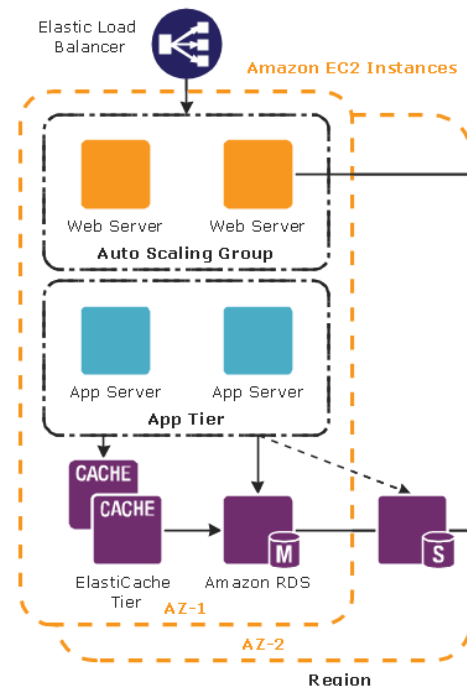 Elastic Load
Balancer
Amazon EC2 Instances
Web Server
Web Server
Auto Scaling Group
App Server
App Server
App Tier
CACHE
CACHE
M
S
ElastiCache
Tier
Amazon RDS
AZ-1
AZ-2
Region